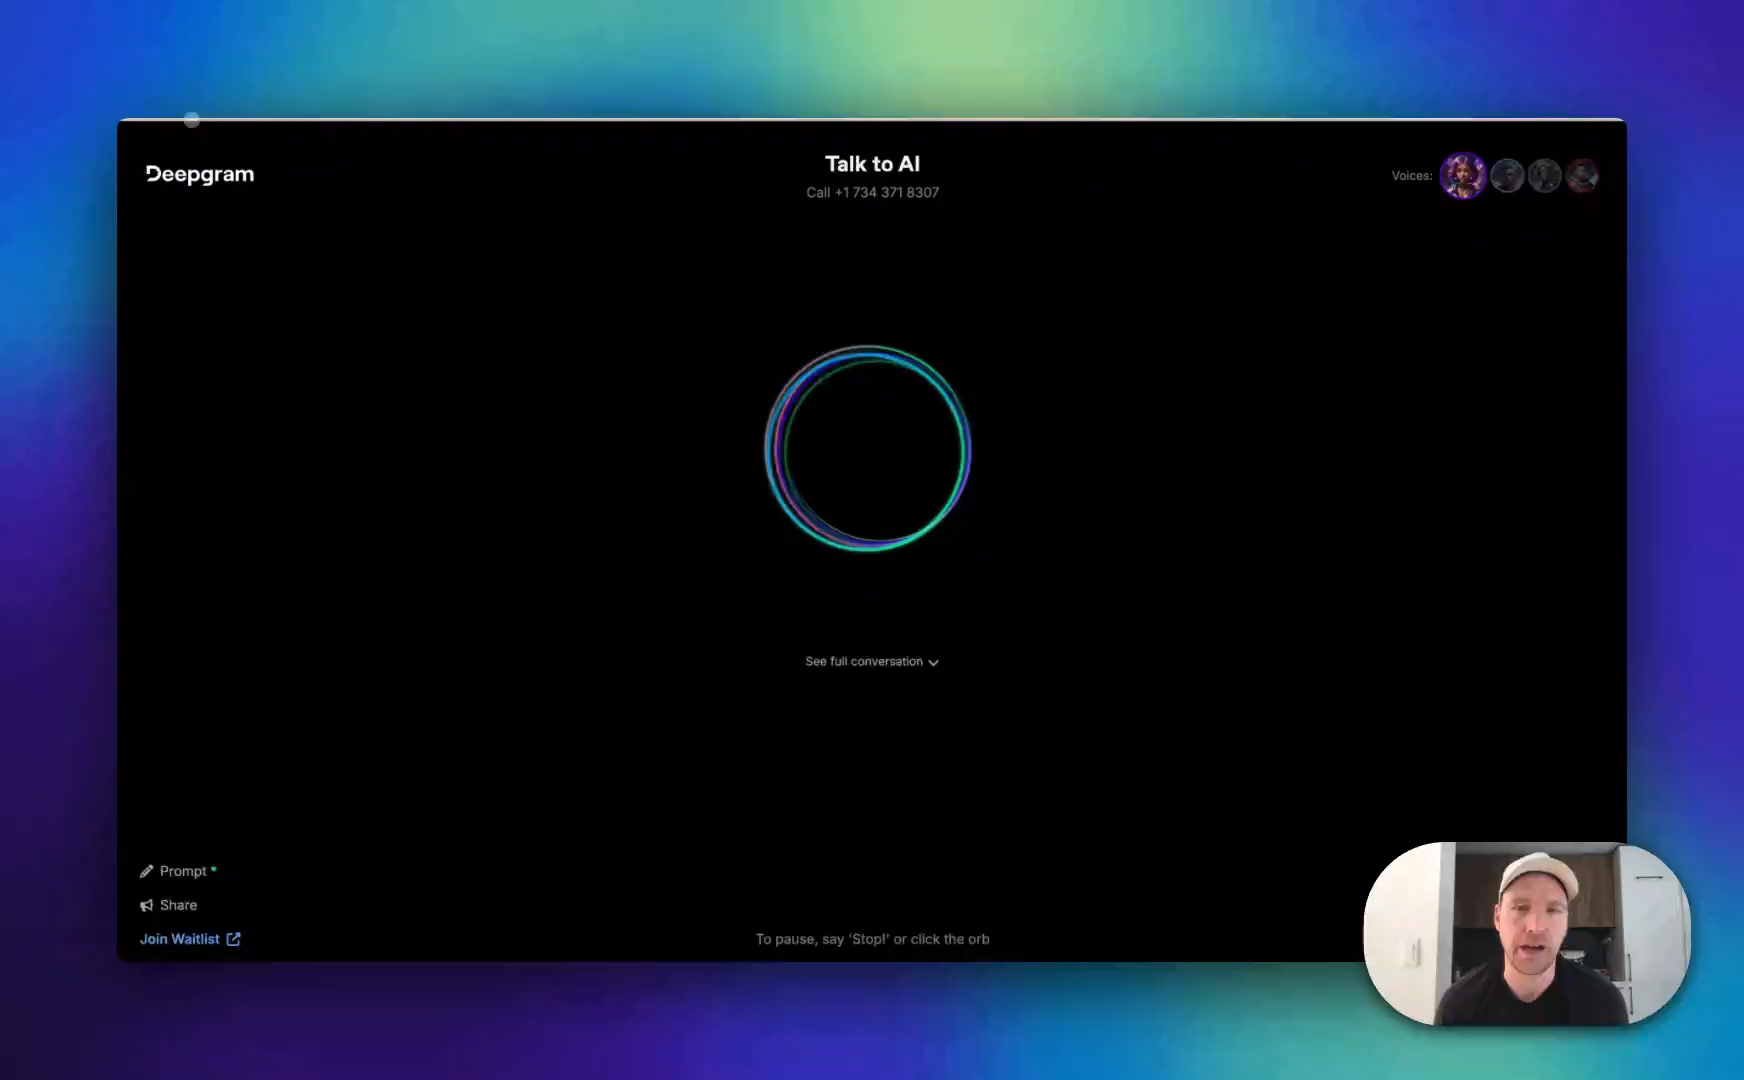 Deepgram
Talk to AI
Call +1 734 371 8307
Voices:
See full conversation
Prompt *
Share
Join Waitlist
To pause, say 'Stop!' or click the orb